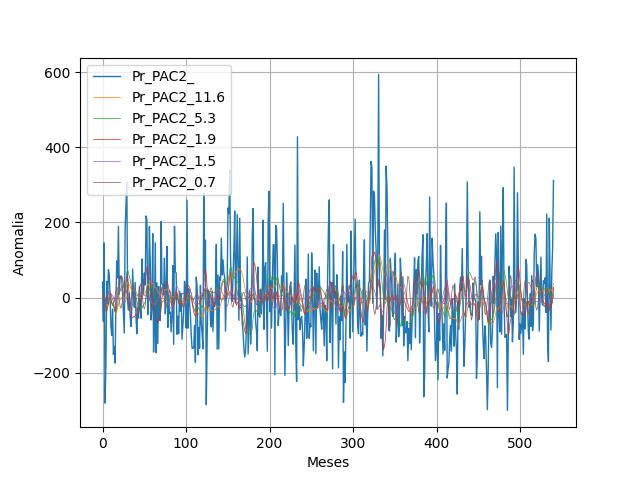 600
400
200
0
−200
Anomalia
Pr_PAC2_
Pr_PAC2_11.6
Pr_PAC2_5.3
Pr_PAC2_1.9
Pr_PAC2_1.5
Pr_PAC2_0.7
0 100 200 300 400 500
Meses